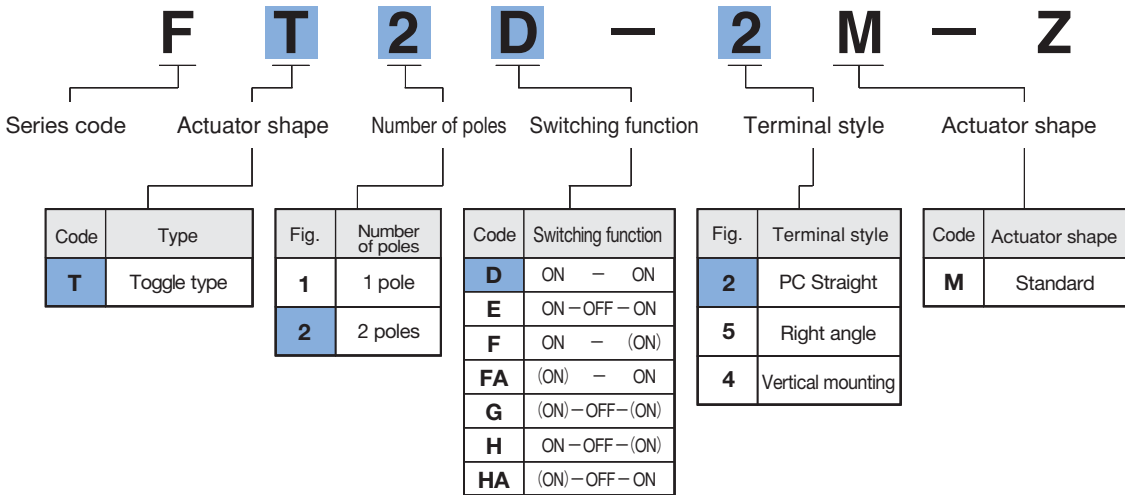 F T 2 D － 2 M － Z
Series code Actuator shape Number of poles Switching function Terminal style Actuator shape
Code Type
T Toggle type
Fig. Number of poles
1 1 pole
2 2 poles
Code Switching function
D ON － ON
E ON－OFF－ON
F ON － (ON)
FA (ON) － ON
G (ON)－OFF－(ON)
H ON－OFF－(ON)
HA (ON)－OFF－ON
Fig. Terminal style
2 PC Straight
5 Right angle
4 Vertical mounting
Code Actuator shape
M Standard